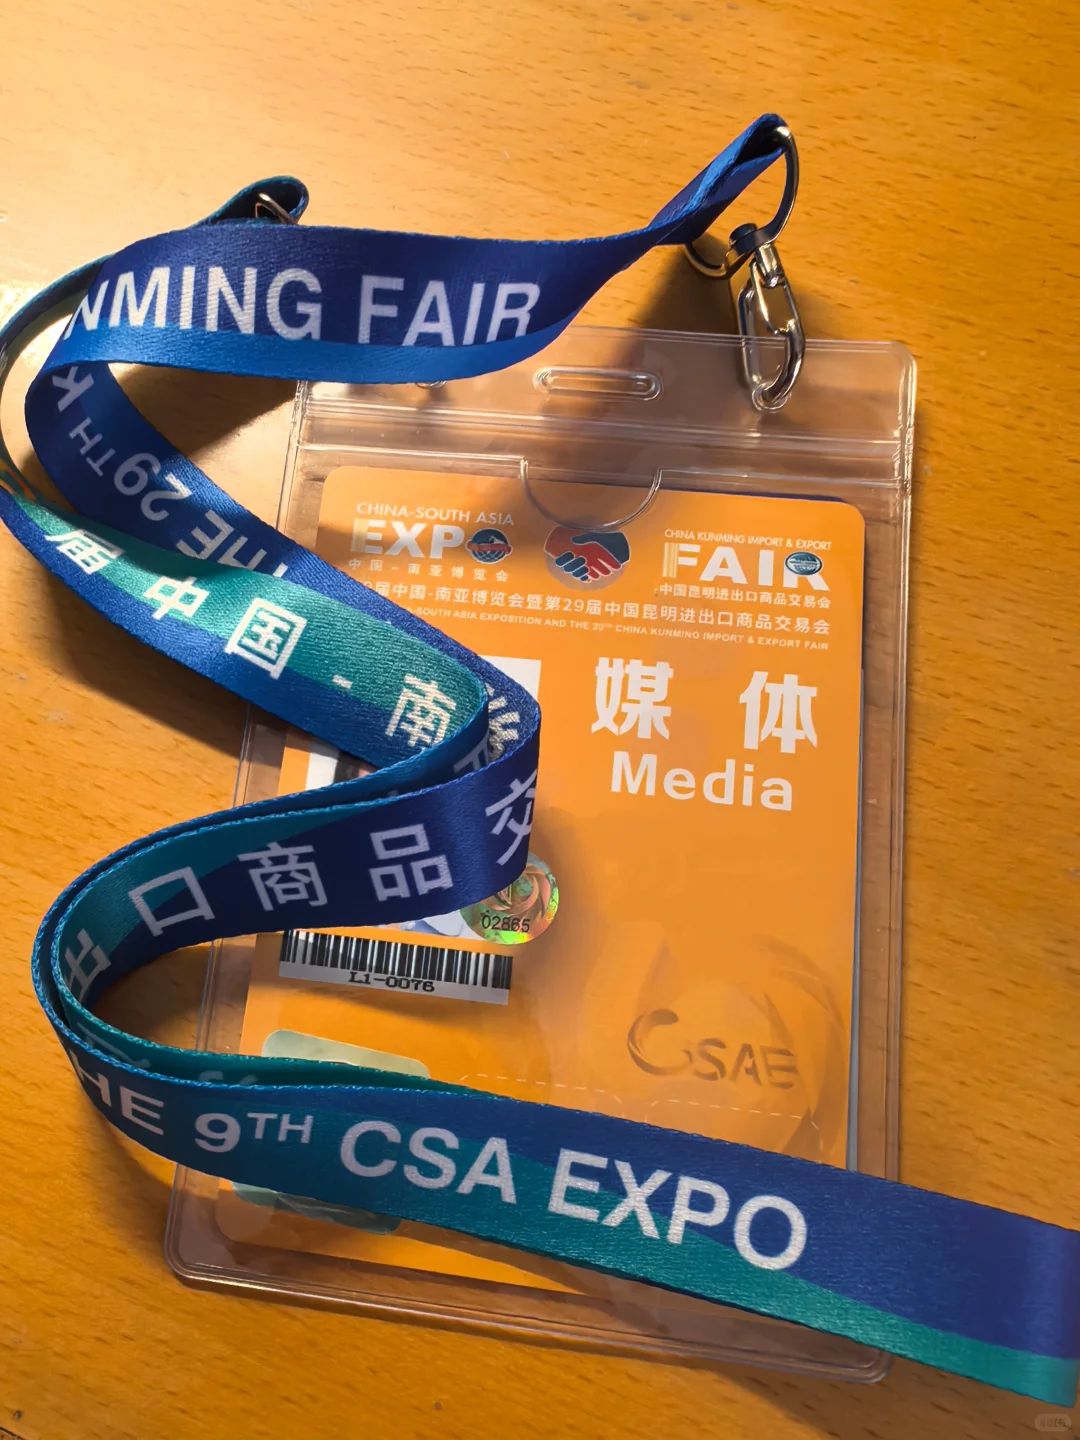 NMING FAIR
THE 29TH K
届中国-南
口商品交
THE 9TH CSA EXPO
CHINA-SOUTH ASIA
EXPO
中国-南亚博览会
CHINA KUNMING IMPORT & EXPORT
FAIR
中国昆明进出口商品交易会
届中国-南亚博览会暨第29届中国昆明进出口商品交易会
SOUTH ASIA EXPOSITION AND THE 29TH CHINA KUNMING IMPORT & EXPORT FAIR
媒体
Media
02865
L1-0076
CSAE